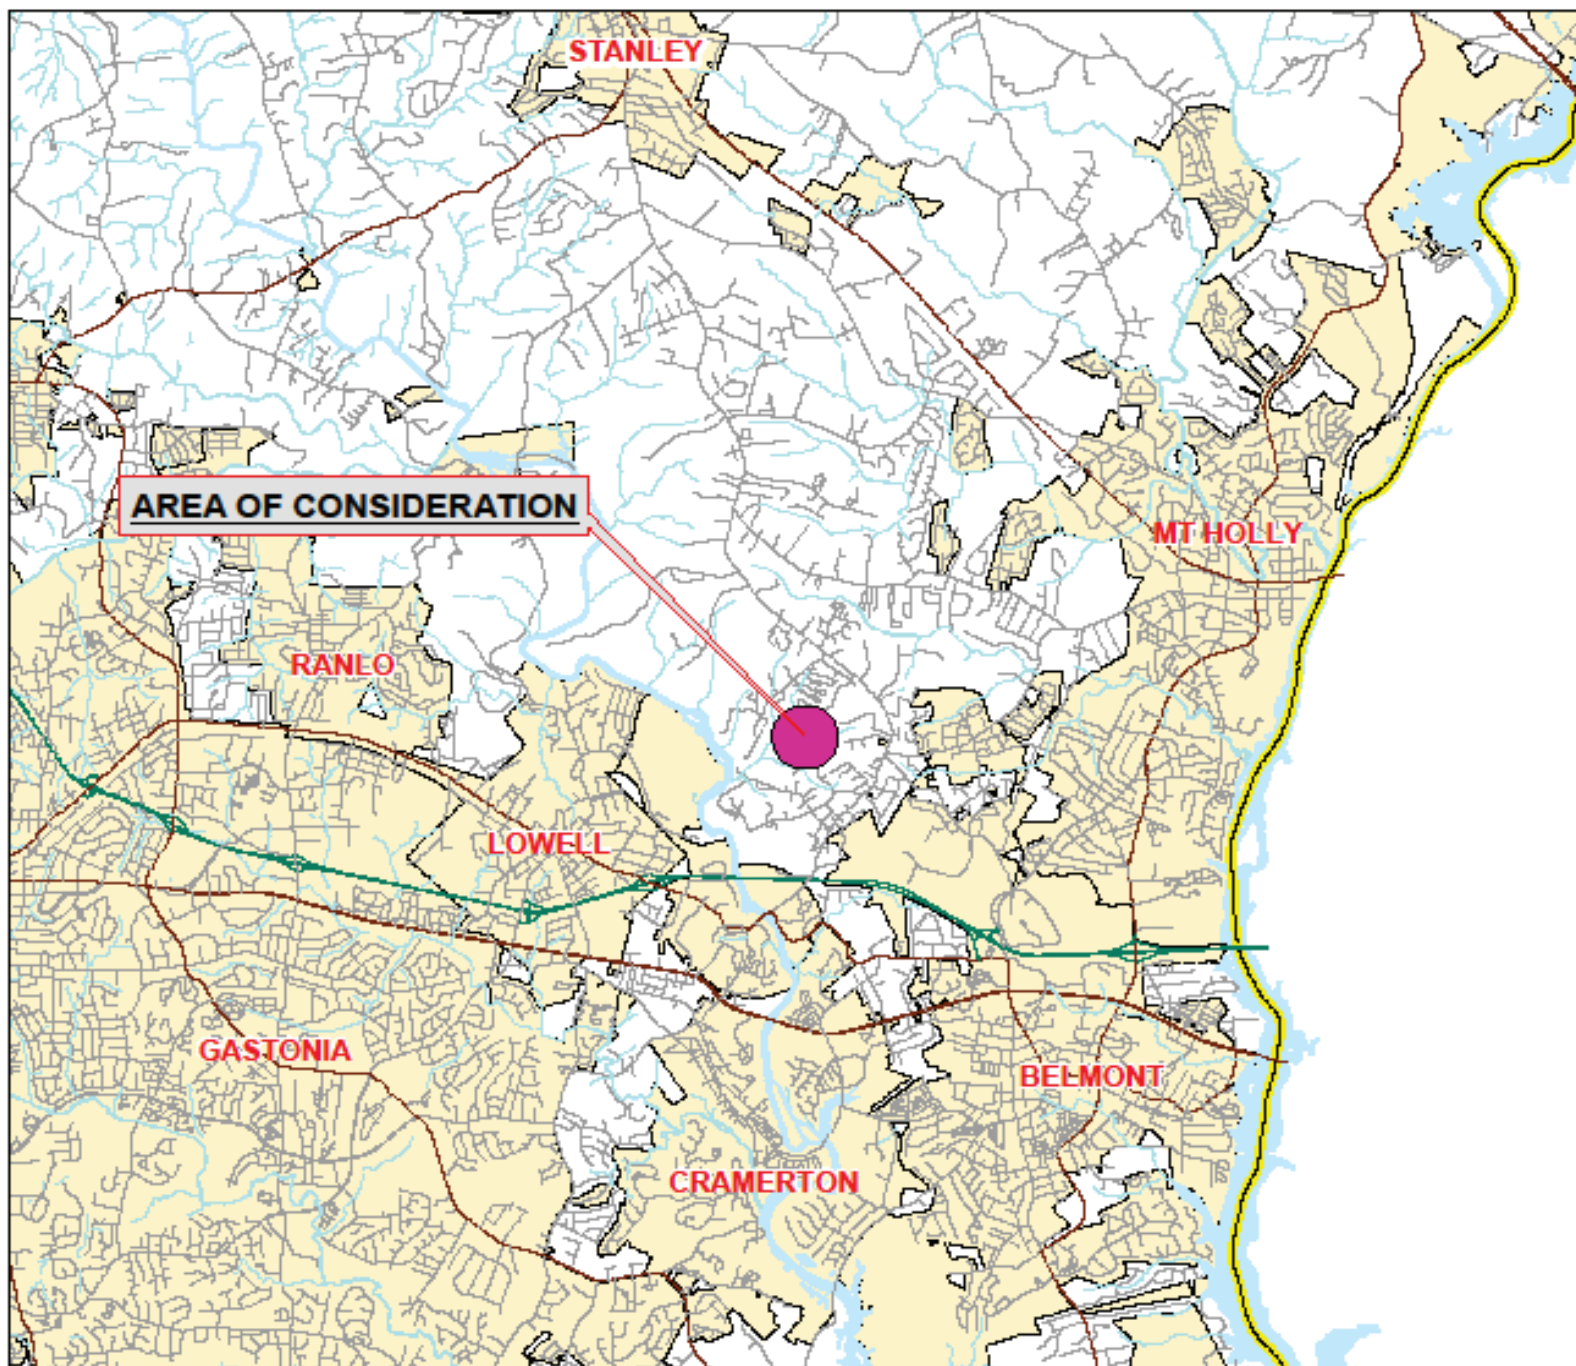 STANLEY
AREA OF CONSIDERATION
MT HOLLY
RANLO
LOWELL
GASTONIA
BELMONT
CRAMERTON